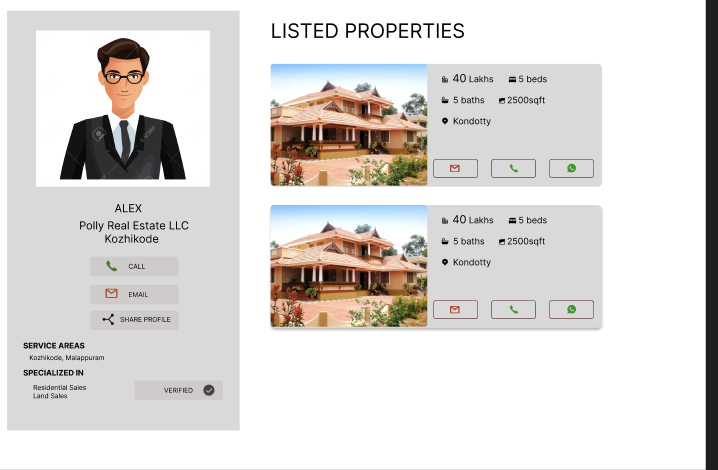 LISTED PROPERTIES
ALEX
Polly Real Estate LLC
Kozhikode
CALL
EMAIL
SHARE PROFILE
SERVICE AREAS
Kozhikode, Malappuram
SPECIALIZED IN
Residential Sales
Land Sales
VERIFIED
40 Lakhs 5 beds
5 baths 2500sqft
Kondotty
40 Lakhs 5 beds
5 baths 2500sqft
Kondotty